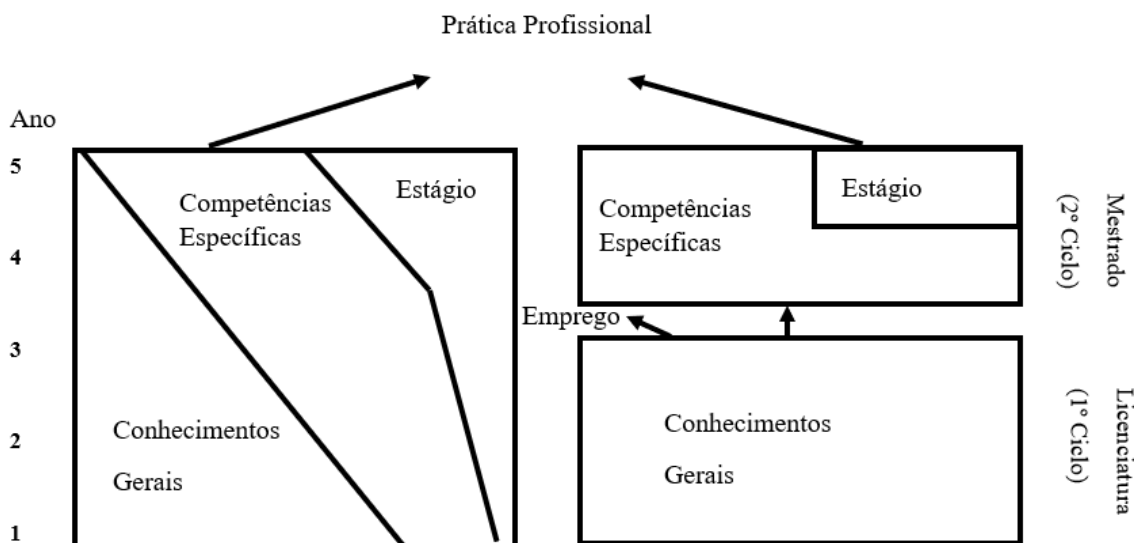 Prática Profissional
Ano
5
4
3
2
1
Competências
Específicas
Estágio
Conhecimentos
Gerais
Competências
Específicas
Estágio
Emprego
Conhecimentos
Gerais
Mestrado
(2º Ciclo)
Licenciatura
(1º Ciclo)